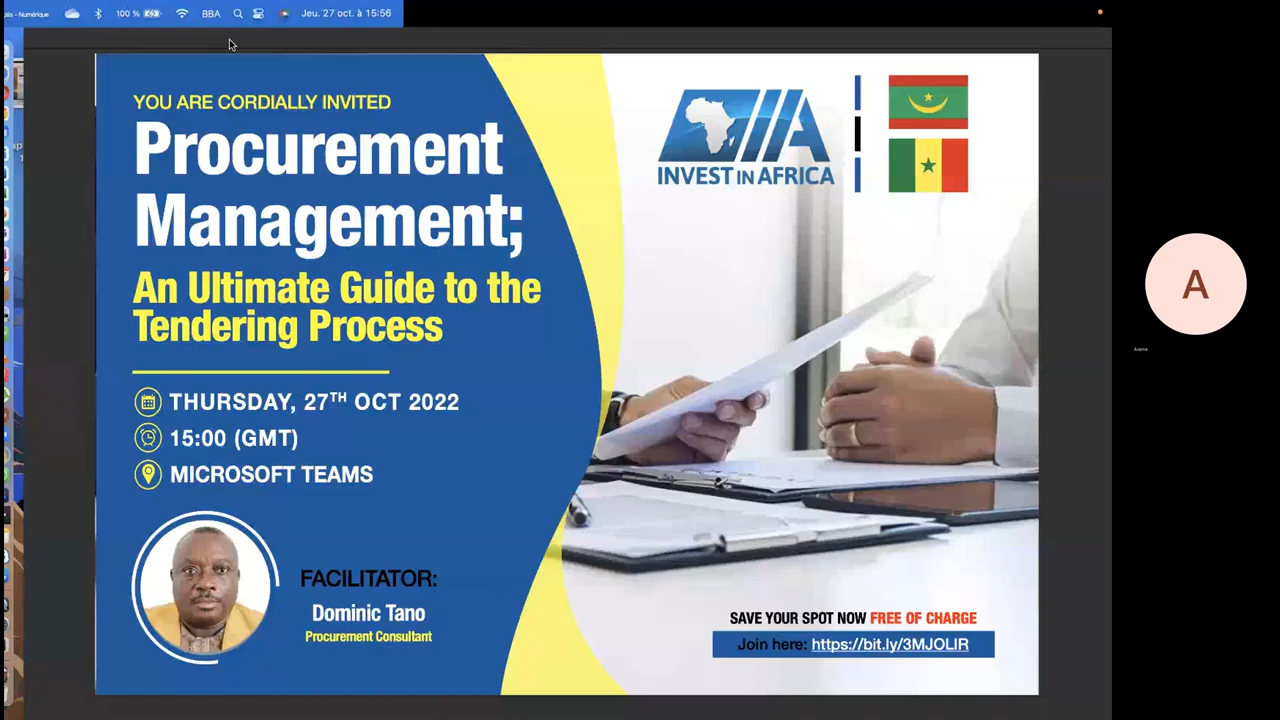 çais – Numérique 100 % BBA Jeu. 27 oct. à 15:56
YOU ARE CORDIALLY INVITED
Procurement
Management;
An Ultimate Guide to the
Tendering Process
THURSDAY, 27TH OCT 2022
15:00 (GMT)
MICROSOFT TEAMS
FACILITATOR:
Dominic Tano
Procurement Consultant
INVEST IN AFRICA
SAVE YOUR SPOT NOW FREE OF CHARGE
Join here: https://bit.ly/3MJOLIR
A